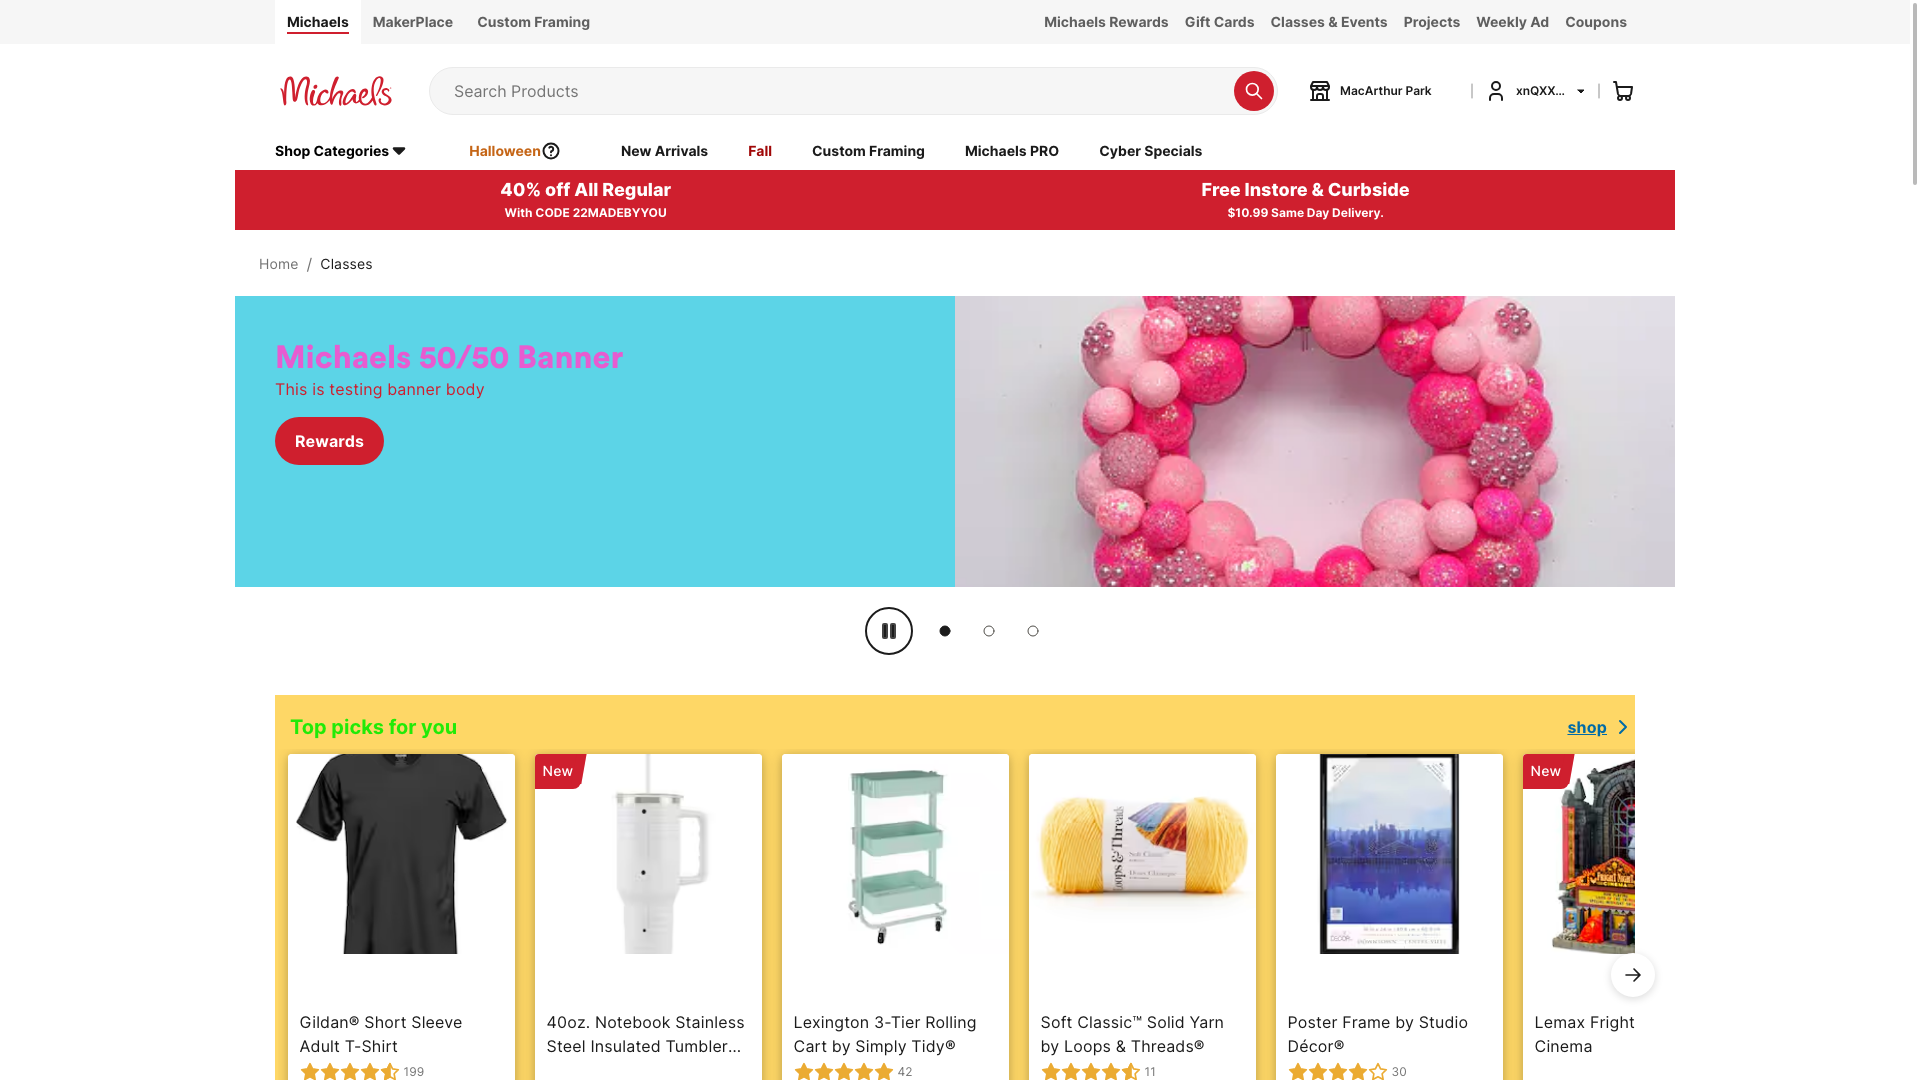 Michaels
MakerPlace
Custom Framing
Michaels Rewards
Gift Cards
Classes & Events
Projects
Weekly Ad
Coupons
Michaels
Search Products
MacArthur Park
xnQXX...
Shop Categories
Halloween
New Arrivals
Fall
Custom Framing
Michaels PRO
Cyber Specials
40% off All Regular
With CODE 22MADEBYYOU
Free Instore & Curbside
$10.99 Same Day Delivery.
Home / Classes
Michaels 50/50 Banner
This is testing banner body
Rewards
Top picks for you
shop
New
New
Loops & Threads
Gildan® Short Sleeve
Adult T-Shirt
199
40oz. Notebook Stainless
Steel Insulated Tumbler...
Lexington 3-Tier Rolling
Cart by Simply Tidy®
42
Soft Classic™ Solid Yarn
by Loops & Threads®
11
Poster Frame by Studio
Décor®
30
Lemax Fright
Cinema